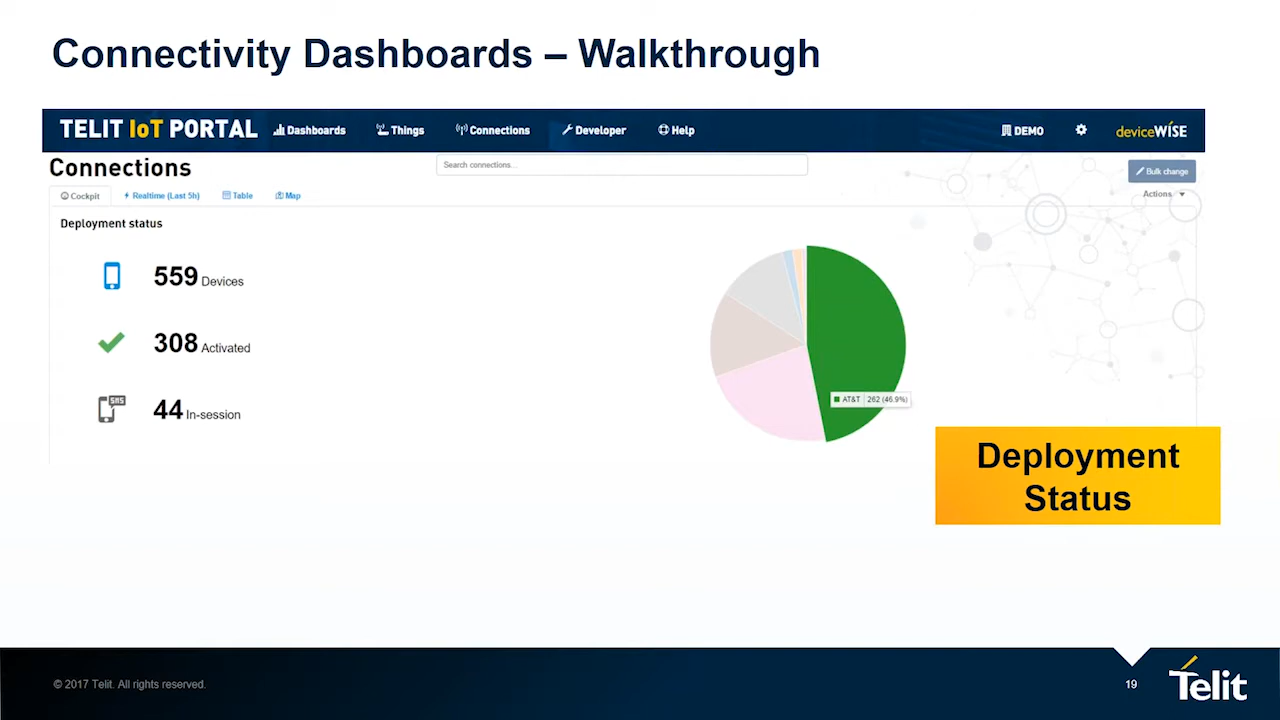 Connectivity Dashboards – Walkthrough
TELIT IoT PORTAL Dashboards Things Connections Developer Help DEMO deviceWISE
Connections
Search connections...
Bulk change
Cockpit Realtime (Last 5h) Table Map
Actions
Deployment status
559 Devices
308 Activated
SMS
44 In-session
AT&T 262 (46.9%)
Deployment
Status
© 2017 Telit. All rights reserved.
19
Telit